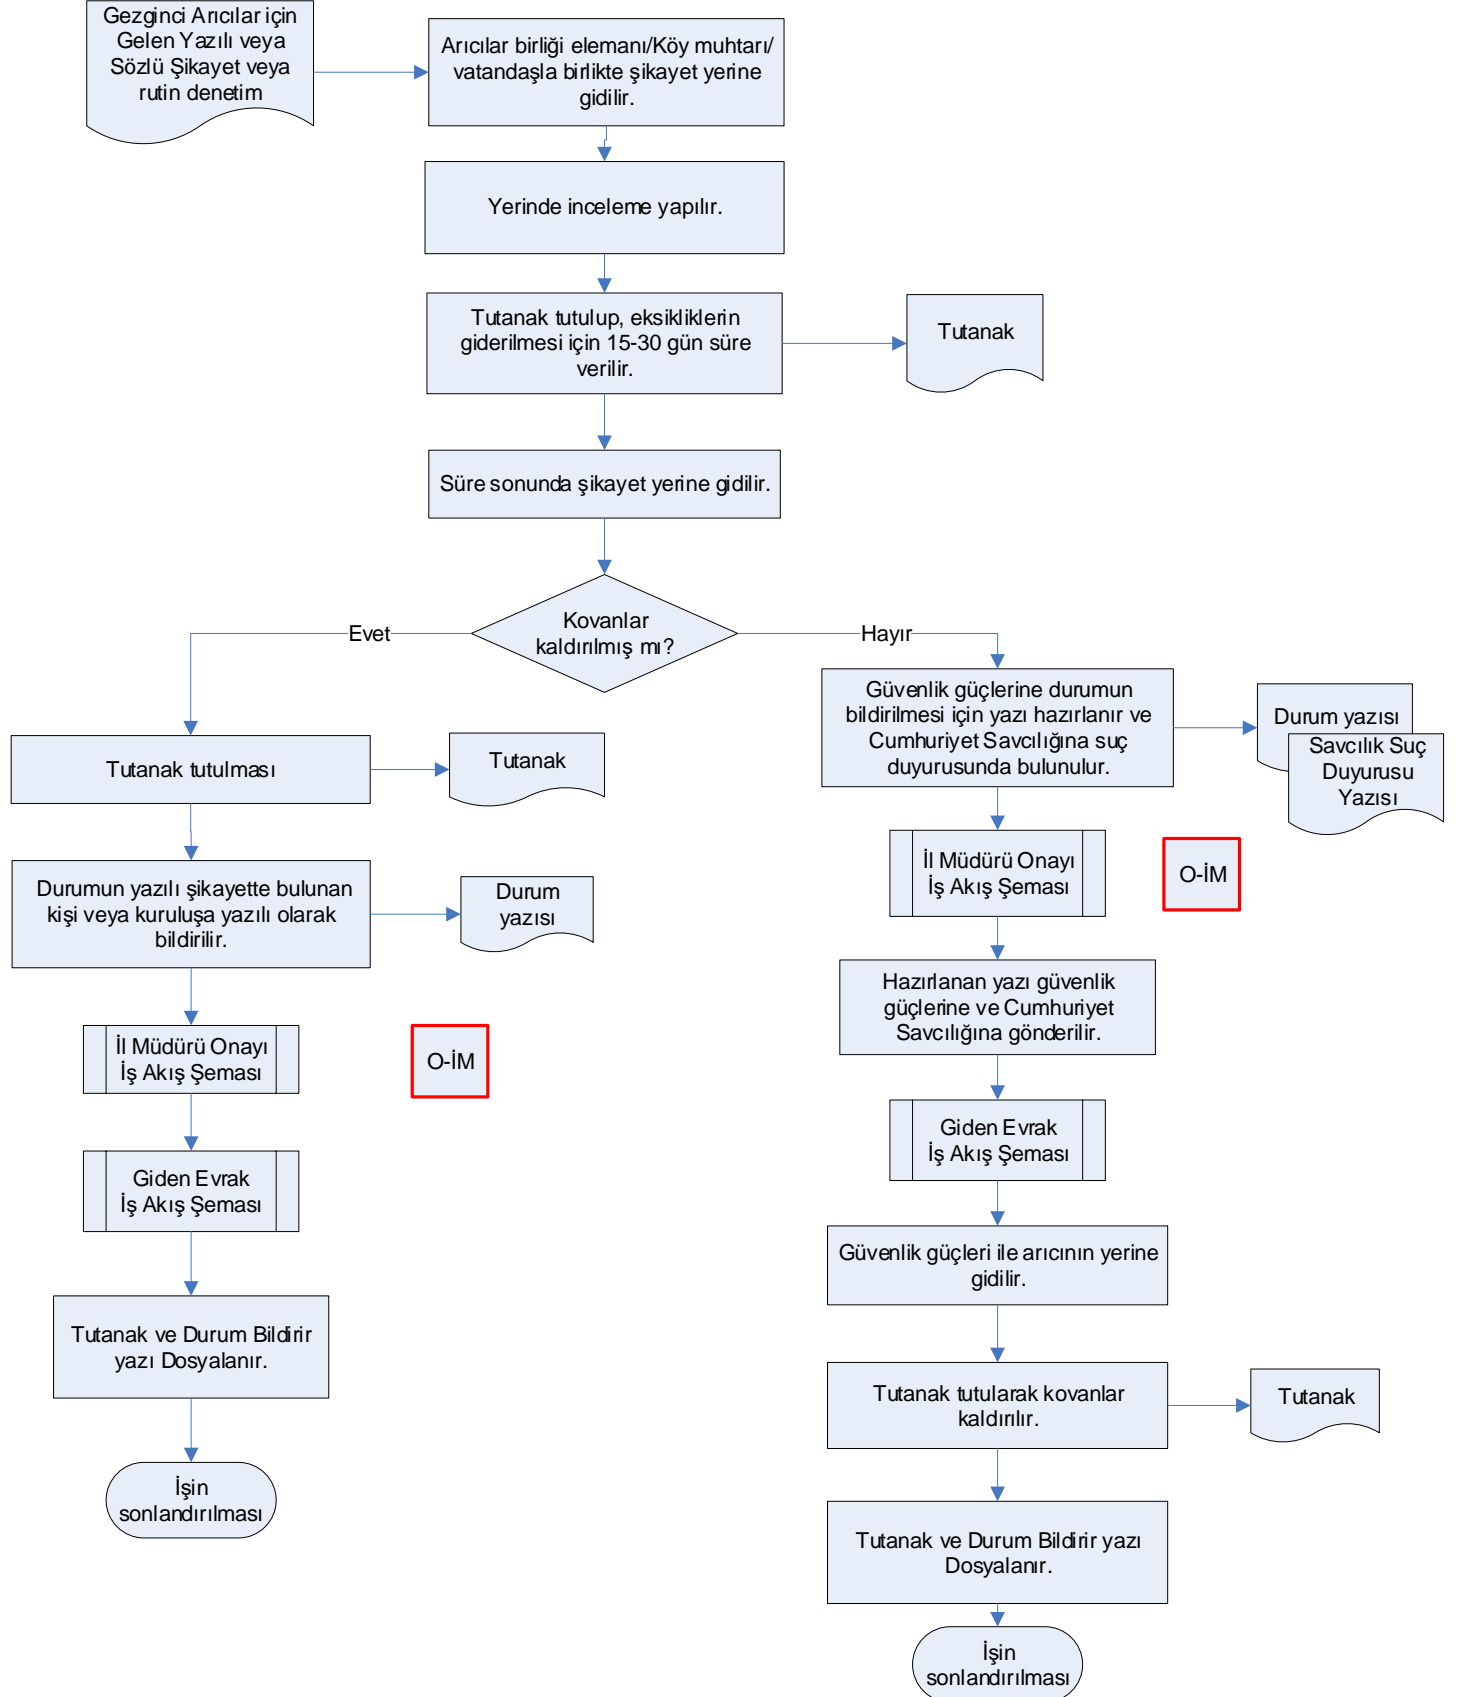 Gezginci Arıcılar için
Gelen Yazılı veya
Sözlü Şikayet veya
rutin denetim
Arıcılar birliği elemanı/Köy muhtarı/
vatandaşla birlikte şikayet yerine
gidilir.
Yerinde inceleme yapılır.
Tutanak tutulup, eksikliklerin
giderilmesi için 15-30 gün süre
verilir.
Tutanak
Süre sonunda şikayet yerine gidilir.
Kovanlar
kaldırılmış mı?
Evet
Hayır
Güvenlik güçlerine durumun
bildirilmesi için yazı hazırlanır ve
Cumhuriyet Savcılığına suç
duyurusunda bulunulur.
Durum yazısı
Savcılık Suç
Duyurusu
Yazısı
Tutanak tutulması
Tutanak
İl Müdürü Onayı
İş Akış Şeması
O-İM
Durumun yazılı şikayette bulunan
kişi veya kuruluşa yazılı olarak
bildirilir.
Durum
yazısı
Hazırlanan yazı güvenlik
güçlerine ve Cumhuriyet
Savcılığına gönderilir.
İl Müdürü Onayı
İş Akış Şeması
O-İM
Giden Evrak
İş Akış Şeması
Giden Evrak
İş Akış Şeması
Güvenlik güçleri ile arıcının yerine
gidilir.
Tutanak ve Durum Bildirir
yazı Dosyalanır.
Tutanak tutularak kovanlar
kaldırılır.
Tutanak
İşin
sonlandırılması
Tutanak ve Durum Bildirir yazı
Dosyalanır.
İşin
sonlandırılması